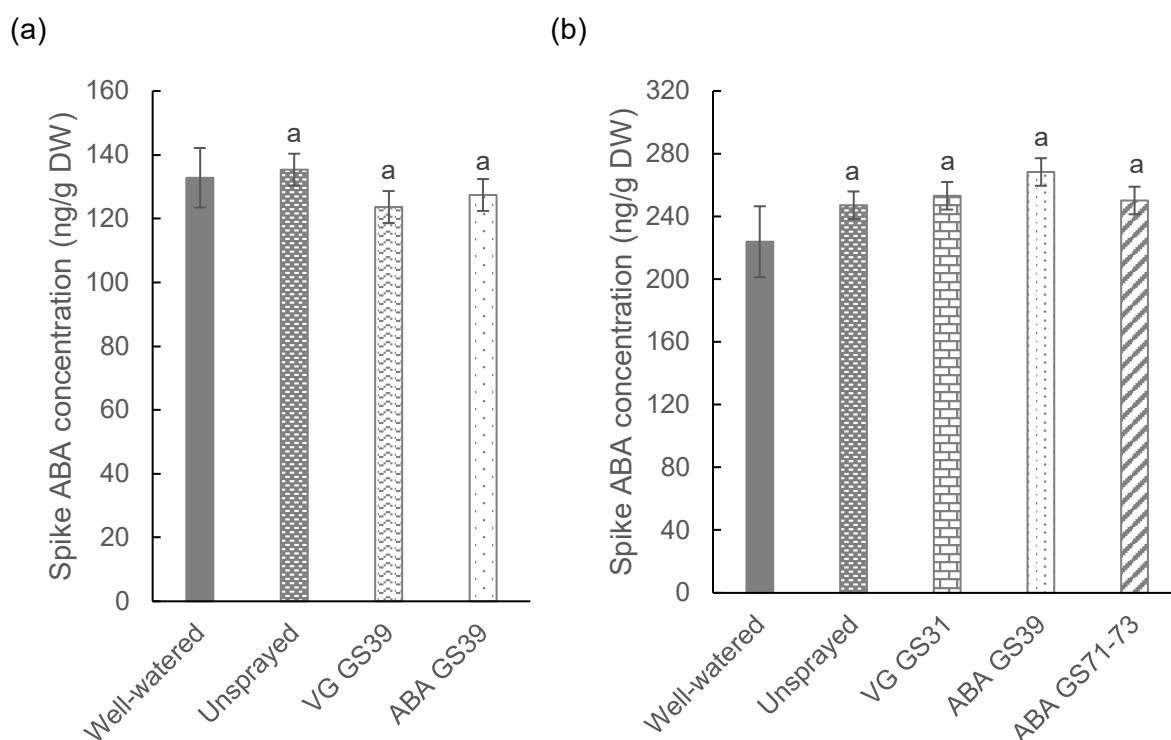 (a)
(b)
Spike ABA concentration (ng/g DW)
160
140
120
100
80
60
40
20
0
a
a
a
Well-watered
Unsprayed
VG GS39
ABA GS39
Spike ABA concentration (ng/g DW)
320
280
240
200
160
120
80
40
0
a
a
a
a
Well-watered
Unsprayed
VG GS31
ABA GS39
ABA GS71-73